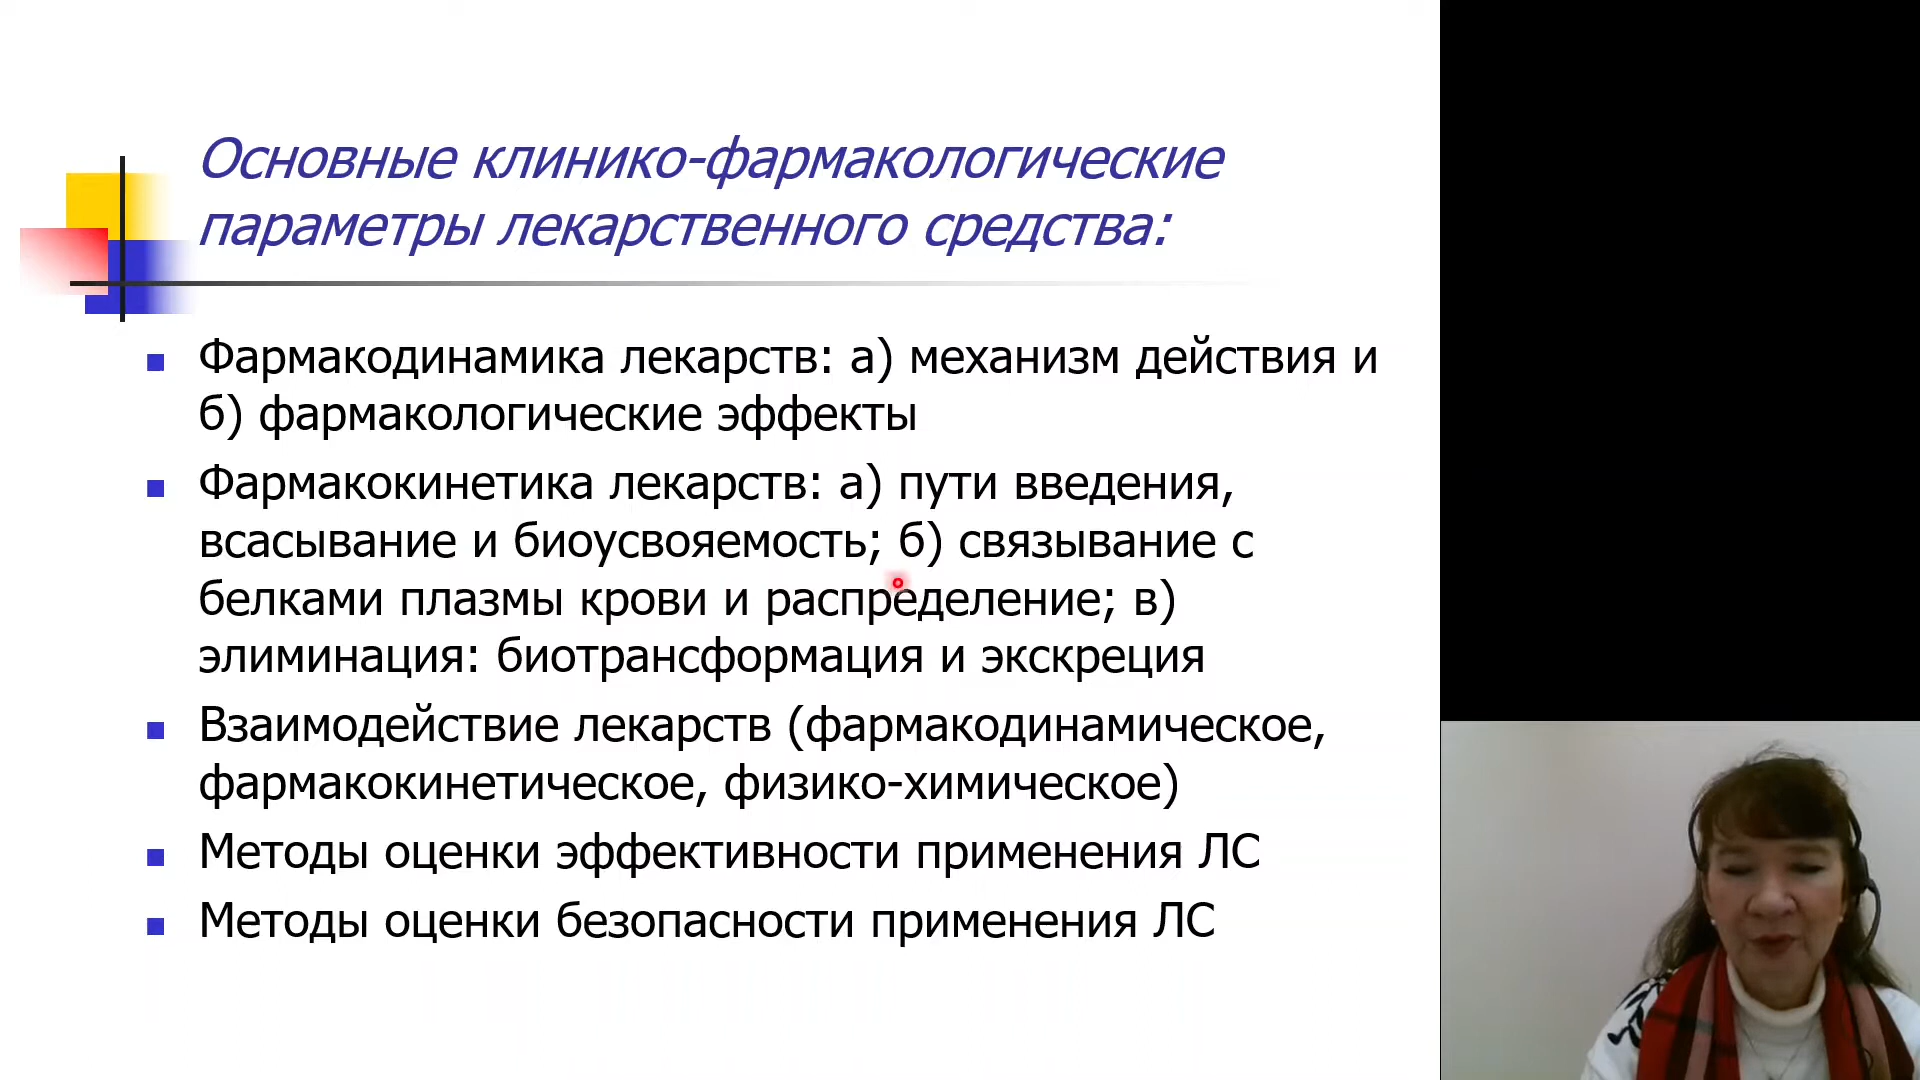 Основные клинико-фармакологические
параметры лекарственного средства:
Фармакодинамика лекарств: а) механизм действия и
б) фармакологические эффекты
Фармакокинетика лекарств: а) пути введения,
всасывание и биоусвояемость; б) связывание с
белками плазмы крови и распределение; в)
элиминация: биотрансформация и экскреция
Взаимодействие лекарств (фармакодинамическое,
фармакокинетическое, физико-химическое)
Методы оценки эффективности применения ЛС
Методы оценки безопасности применения ЛС